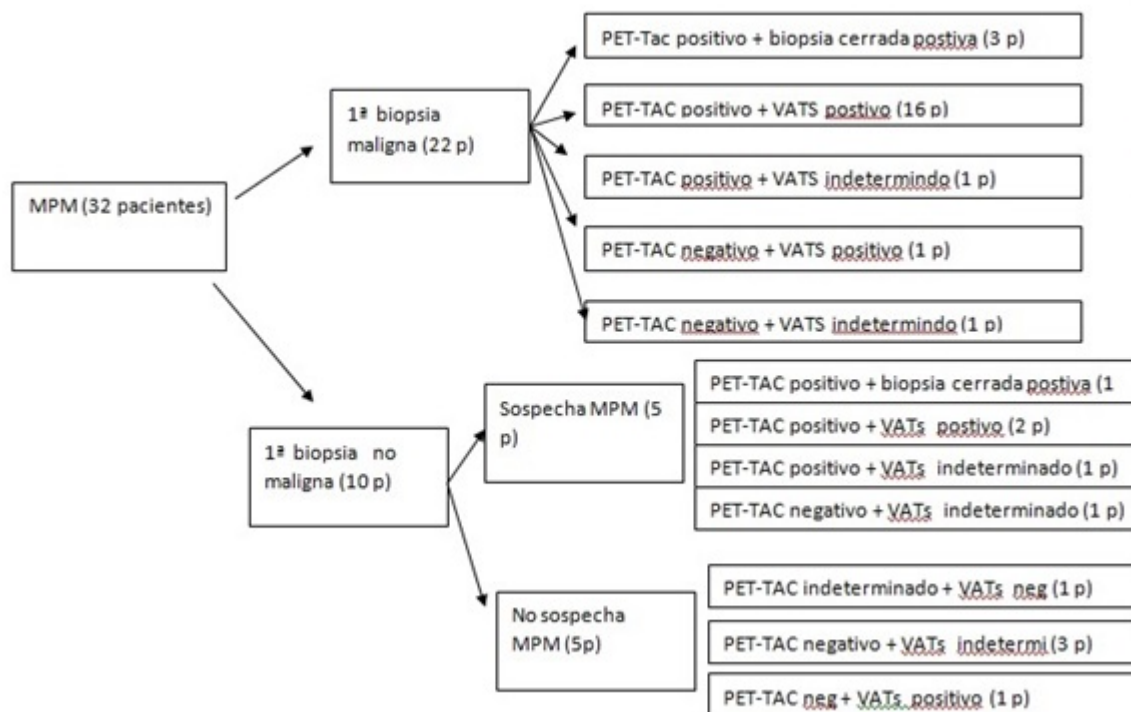 PET-Tac positivo + biopsia cerrada postiva (3 p)
1ª biopsia
maligna (22 p)
PET-TAC positivo + VATS postivo (16 p)
PET-TAC positivo + VATS indetermindo (1 p)
MPM (32 pacientes)
PET-TAC negativo + VATS positivo (1 p)
PET-TAC negativo + VATS indetermindo (1 p)
1ª biopsia no
maligna (10 p)
Sospecha MPM (5
p)
PET-TAC positivo + biopsia cerrada postiva (1
PET-TAC positivo + VATs postivo (2 p)
PET-TAC positivo + VATs indeterminado (1 p)
PET-TAC negativo + VATs indeterminado (1 p)
No sospecha
MPM (5p)
PET-TAC indeterminado + VATs neg (1 p)
PET-TAC negativo + VATs indetermi (3 p)
PET-TAC neg + VATs positivo (1 p)